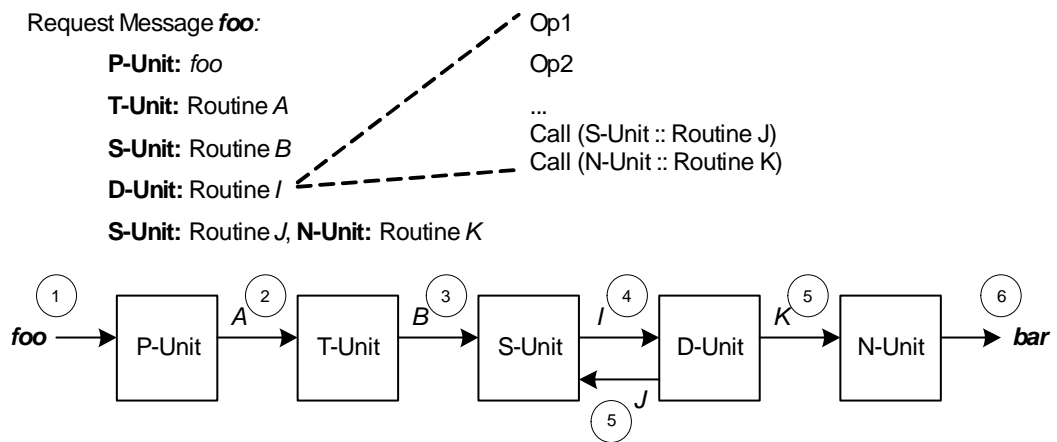 Request Message foo:
P-Unit: foo
T-Unit: Routine A
S-Unit: Routine B
D-Unit: Routine I
S-Unit: Routine J, N-Unit: Routine K
Op1
Op2
...
Call (S-Unit :: Routine J)
Call (N-Unit :: Routine K)
1
2
3
4
5
6
foo
P-Unit
A
T-Unit
B
S-Unit
I
D-Unit
K
N-Unit
bar
J
5